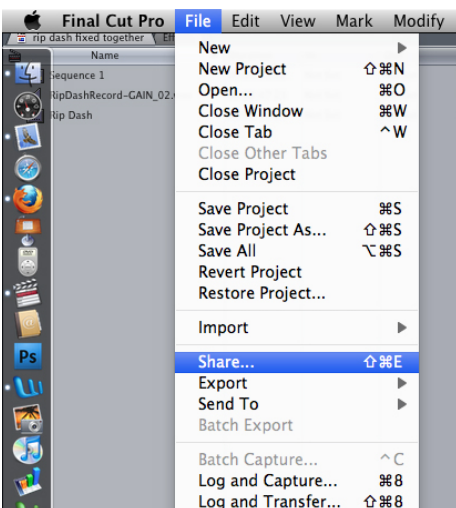 Final Cut Pro File Edit View Mark Modify
rip dash fixed together
Name
Sequence 1
RipDashRecord-GAIN_02.
Rip Dash
New
New Project ⇧⌘N
Open... ⌘O
Close Window ⌘W
Close Tab ^W
Close Other Tabs
Close Project
Save Project ⌘S
Save Project As... ⇧⌘S
Save All ⌥⌘S
Revert Project
Restore Project...
Import
Share... ⇧⌘E
Export
Send To
Batch Export
Batch Capture... ^C
Log and Capture... ⌘8
Log and Transfer... ⇧⌘8
Ps